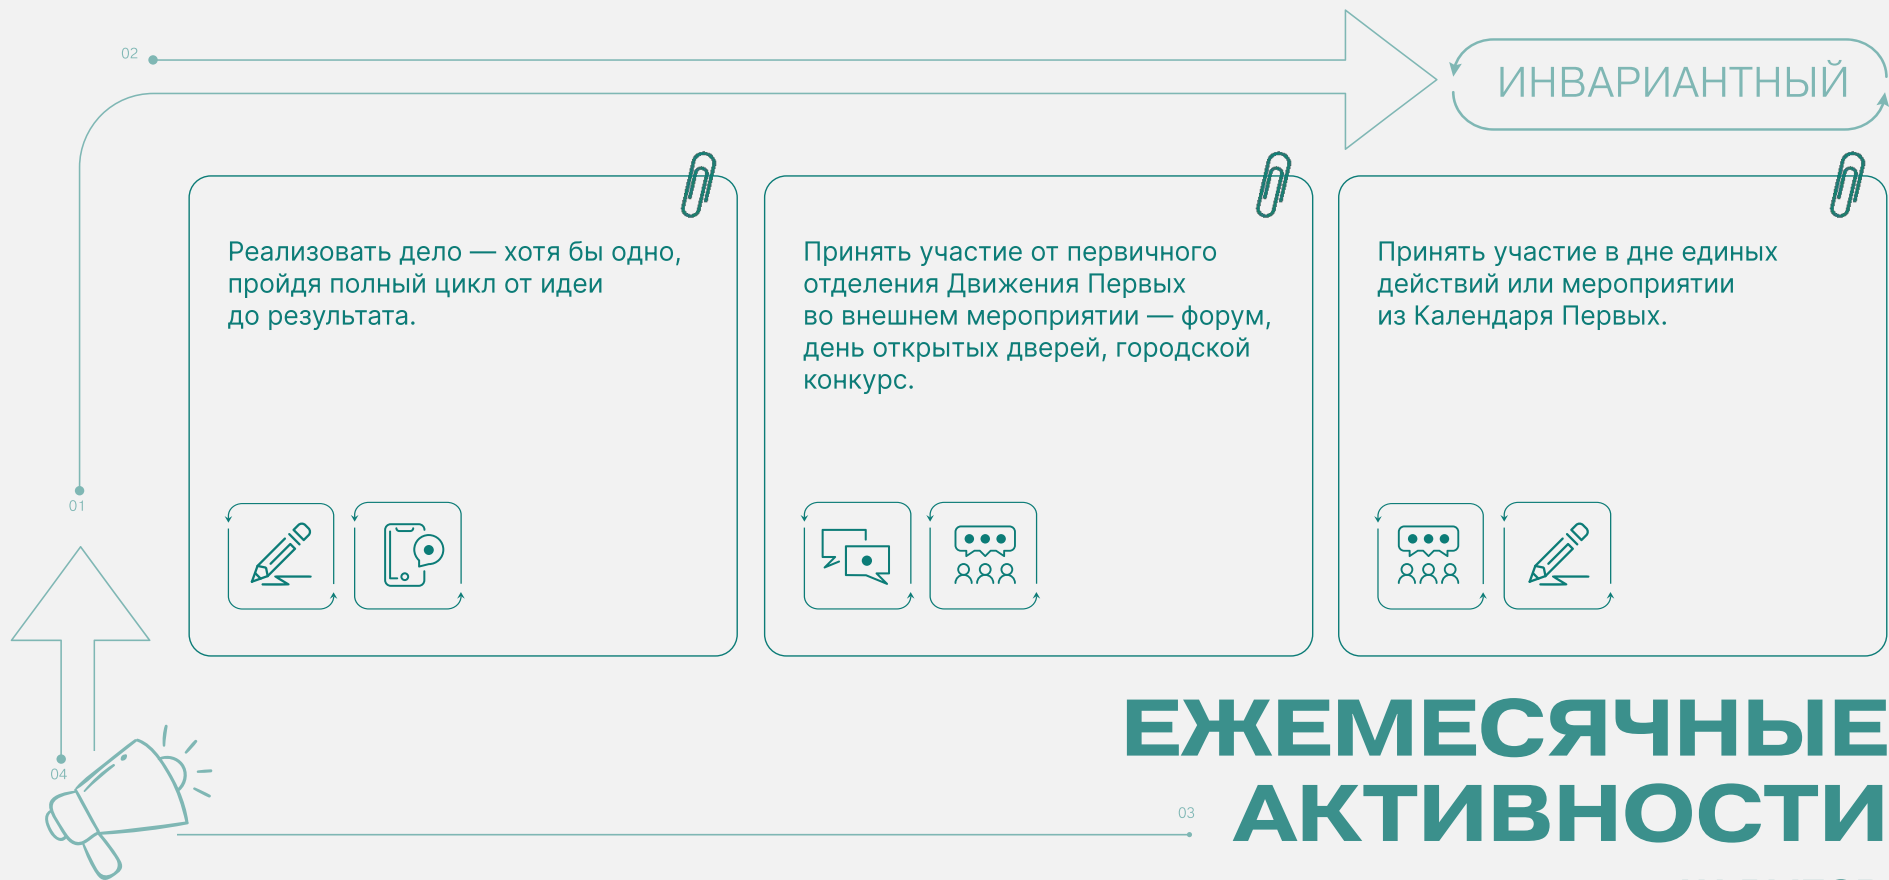 02
ИНВАРИАНТНЫЙ
Реализовать дело — хотя бы одно,
пройдя полный цикл от идеи
до результата.
Принять участие от первичного
отделения Движения Первых
во внешнем мероприятии — форум,
день открытых дверей, городской
конкурс.
Принять участие в дне единых
действий или мероприятии
из Календаря Первых.
01
04
03
ЕЖЕМЕСЯЧНЫЕ
АКТИВНОСТИ